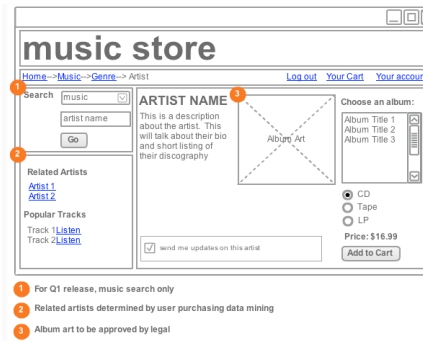 music store
Home-->Music-->Genre--> Artist
Log out Your Cart Your accoun
1
Search
music
artist name
Go
2
Related Artists
Artist 1
Artist 2
Popular Tracks
Track 1Listen
Track 2Listen
ARTIST NAME
This is a description
about the artist. This
will talk about their bio
and short listing of
their discography
3
Album Art
send me updates on this artist
Choose an album:
Album Title 1
Album Title 2
Album Title 3
CD
Tape
LP
Price: $16.99
Add to Cart
1 For Q1 release, music search only
2 Related artists determined by user purchasing data mining
3 Album art to be approved by legal